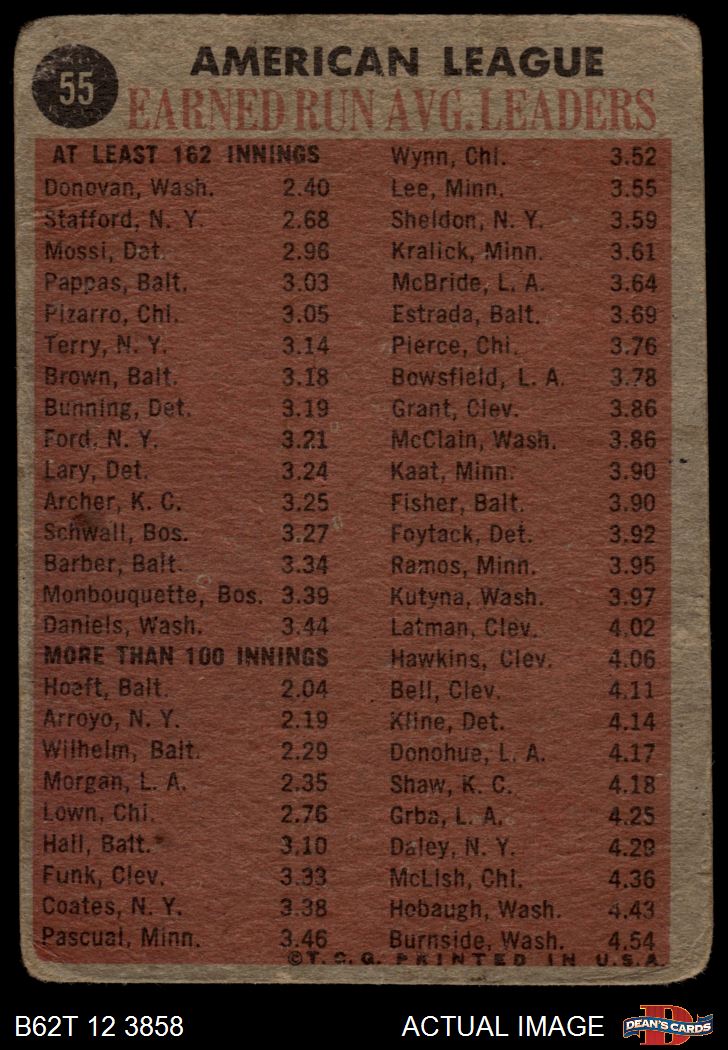 55
AMERICAN LEAGUE
EARNED RUN AVG. LEADERS
AT LEAST 162 INNINGS
Donovan, Wash. 2.40
Stafford, N. Y. 2.68
Mossi, Det. 2.96
Pappas, Balt. 3.03
Pizarro, Chi. 3.05
Terry, N. Y. 3.14
Brown, Balt. 3.18
Bunning, Det. 3.19
Ford, N. Y. 3.21
Lary, Det. 3.24
Archer, K. C. 3.25
Schwall, Bos. 3.27
Barber, Balt. 3.34
Monbouquette, Bos. 3.39
Daniels, Wash. 3.44
MORE THAN 100 INNINGS
Hoeft, Balt. 2.04
Arroyo, N. Y. 2.19
Wilhelm, Balt. 2.29
Morgan, L. A. 2.35
Lown, Chi. 2.76
Hall, Balt. 3.10
Funk, Clev. 3.33
Coates, N. Y. 3.38
Pascual, Minn. 3.46
Wynn, Chi. 3.52
Lee, Minn. 3.55
Sheldon, N. Y. 3.59
Kralick, Minn. 3.61
McBride, L. A. 3.64
Estrada, Balt. 3.69
Pierce, Chi. 3.76
Bowsfield, L. A. 3.78
Grant, Clev. 3.86
McClain, Wash. 3.86
Kaat, Minn. 3.90
Fisher, Balt. 3.90
Foytack, Det. 3.92
Ramos, Minn. 3.95
Kutyna, Wash. 3.97
Latman, Clev. 4.02
Hawkins, Clev. 4.06
Bell, Clev. 4.11
Kline, Det. 4.14
Donohue, L. A. 4.17
Shaw, K. C. 4.18
Grba, L. A. 4.25
Daley, N. Y. 4.28
McLish, Chi. 4.36
Hobaugh, Wash. 4.43
Burnside, Wash. 4.54
©T. C. G. PRINTED IN U.S.A.
B62T 12 3858 ACTUAL IMAGE
D
DEAN'S CARDS